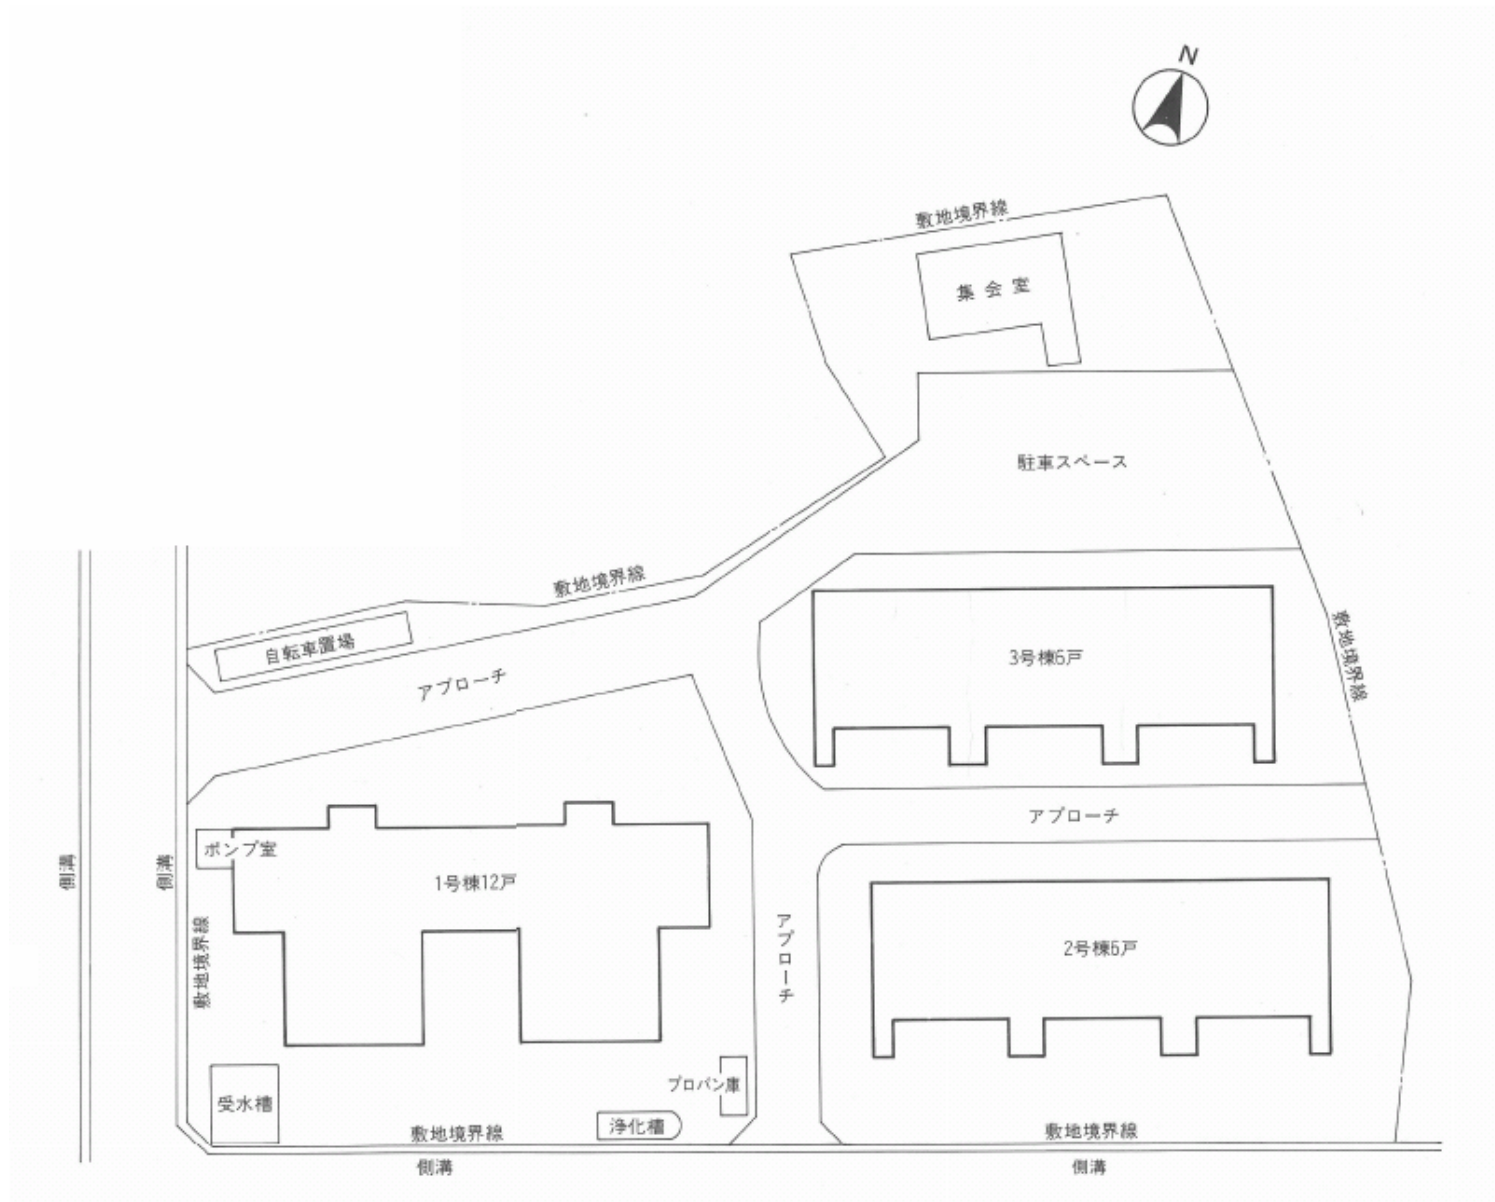 N
敷地境界線
集会室
駐車スペース
敷地境界線
自転車置場
アプローチ
敷地境界線
3号棟6戸
アプローチ
ポンプ室
1号棟12戸
側溝
側溝
敷地境界線
アプローチ
2号棟6戸
プロパン庫
受水槽
浄化槽
敷地境界線
敷地境界線
側溝
側溝